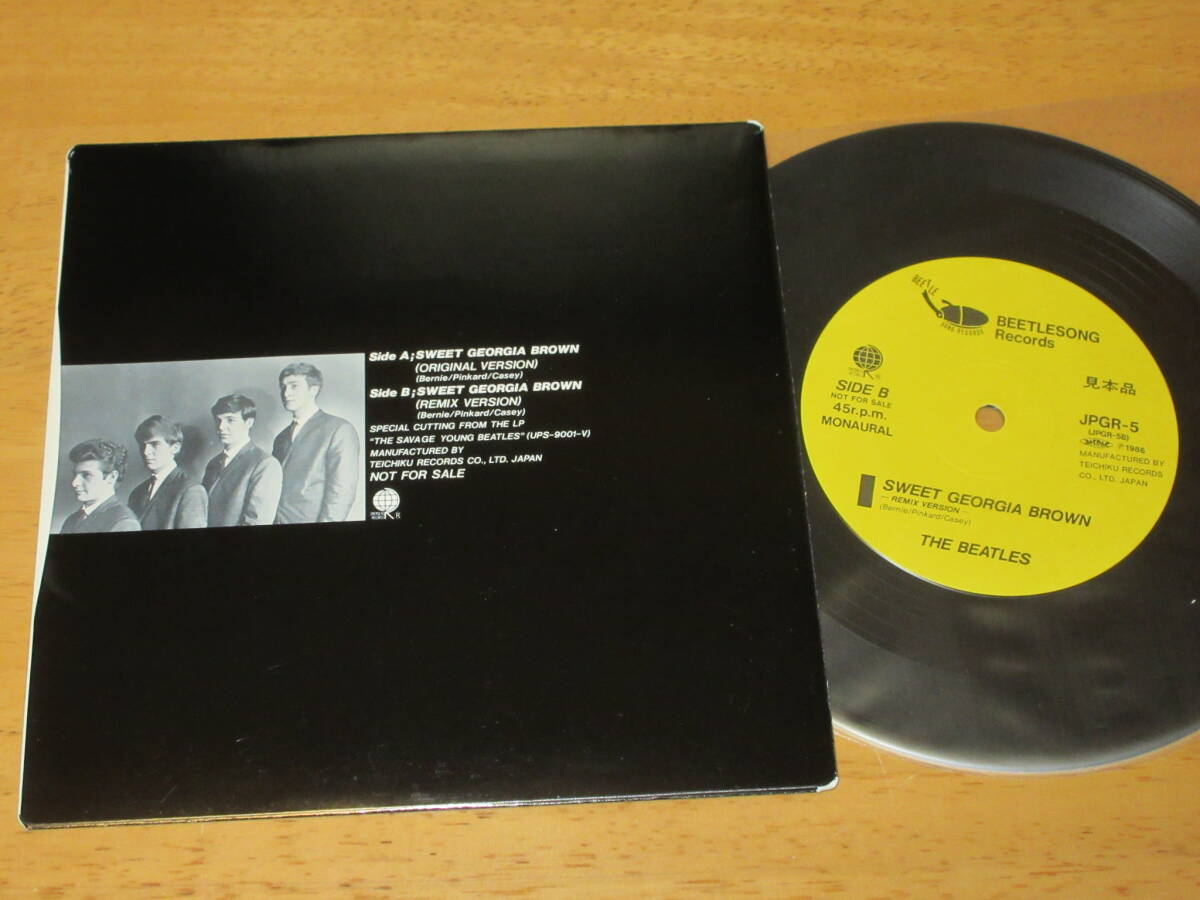 Side A;SWEET GEORGIA BROWN
(ORIGINAL VERSION)
(Bernie/Pinkard/Casey)
Side B;SWEET GEORGIA BROWN
(REMIX VERSION)
(Bernie/Pinkard/Casey)
SPECIAL CUTTING FROM THE LP
"THE SAVAGE YOUNG BEATLES" (UPS-9001-V)
MANUFACTURED BY
TEICHIKU RECORDS CO., LTD. JAPAN
NOT FOR SALE
R
BEETLE
SONG RECORDS
BEETLESONG
Records
R
SIDE B
NOT FOR SALE
45r.p.m.
MONAURAL
見本品
JPGR-5
(JPGR-5B)
℗1986
MANUFACTURED BY
TEICHIKU RECORDS
CO., LTD. JAPAN
SWEET GEORGIA BROWN
— REMIX VERSION —
(Bernie/Pinkard/Casey)
THE BEATLES